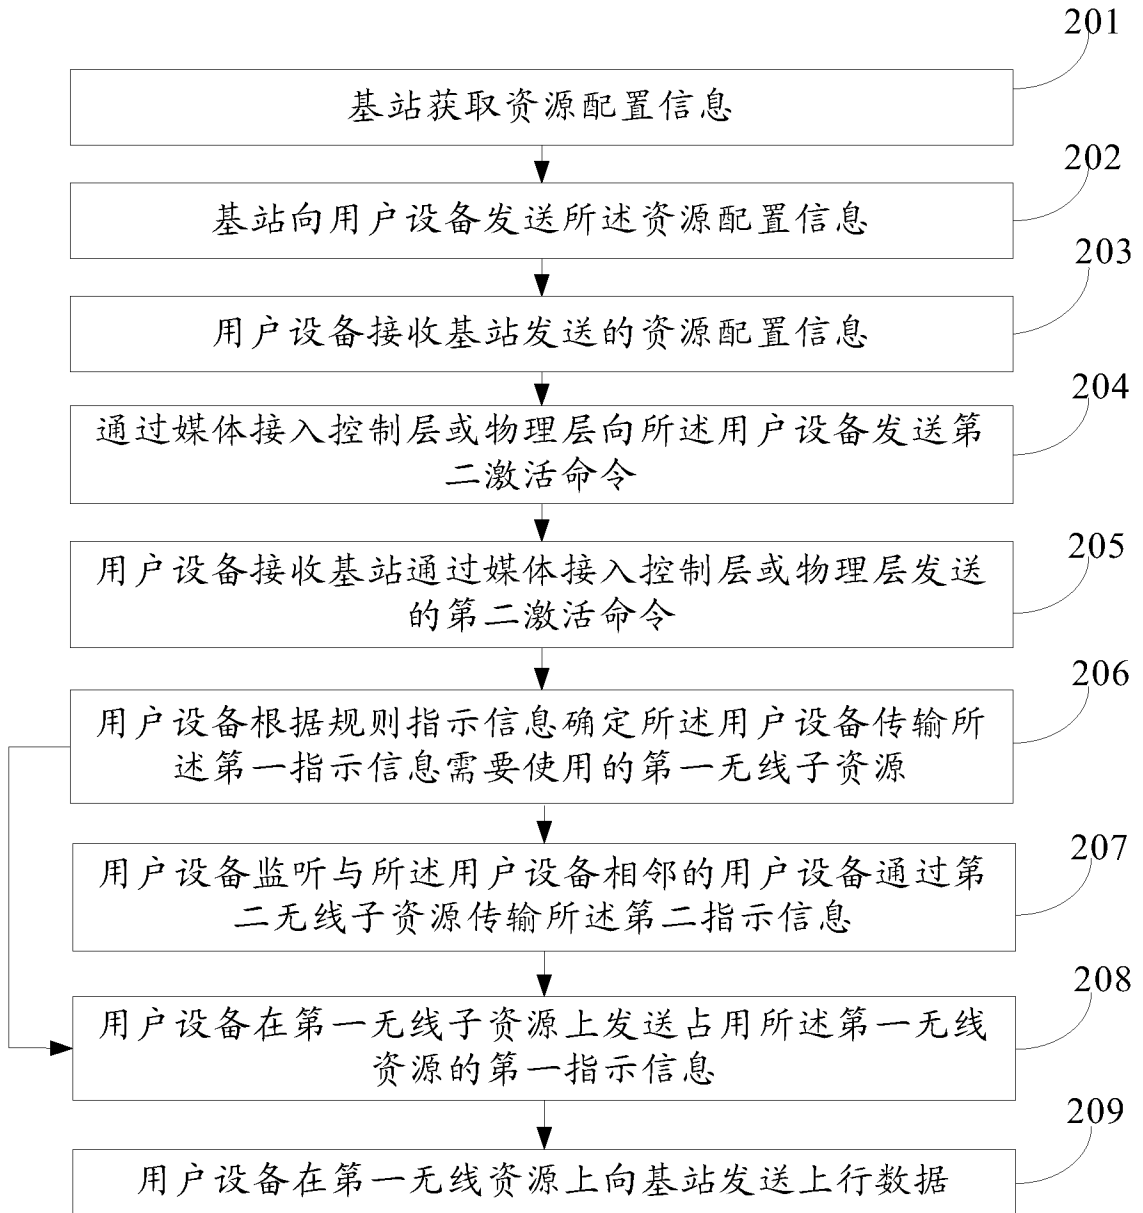 201
基站获取资源配置信息
202
基站向用户设备发送所述资源配置信息
203
用户设备接收基站发送的资源配置信息
204
通过媒体接入控制层或物理层向所述用户设备发送第
二激活命令
205
用户设备接收基站通过媒体接入控制层或物理层发送
的第二激活命令
206
用户设备根据规则指示信息确定所述用户设备传输所
述第一指示信息需要使用的第一无线子资源
207
用户设备监听与所述用户设备相邻的用户设备通过第
二无线子资源传输所述第二指示信息
208
用户设备在第一无线子资源上发送占用所述第一无线
资源的第一指示信息
209
用户设备在第一无线资源上向基站发送上行数据